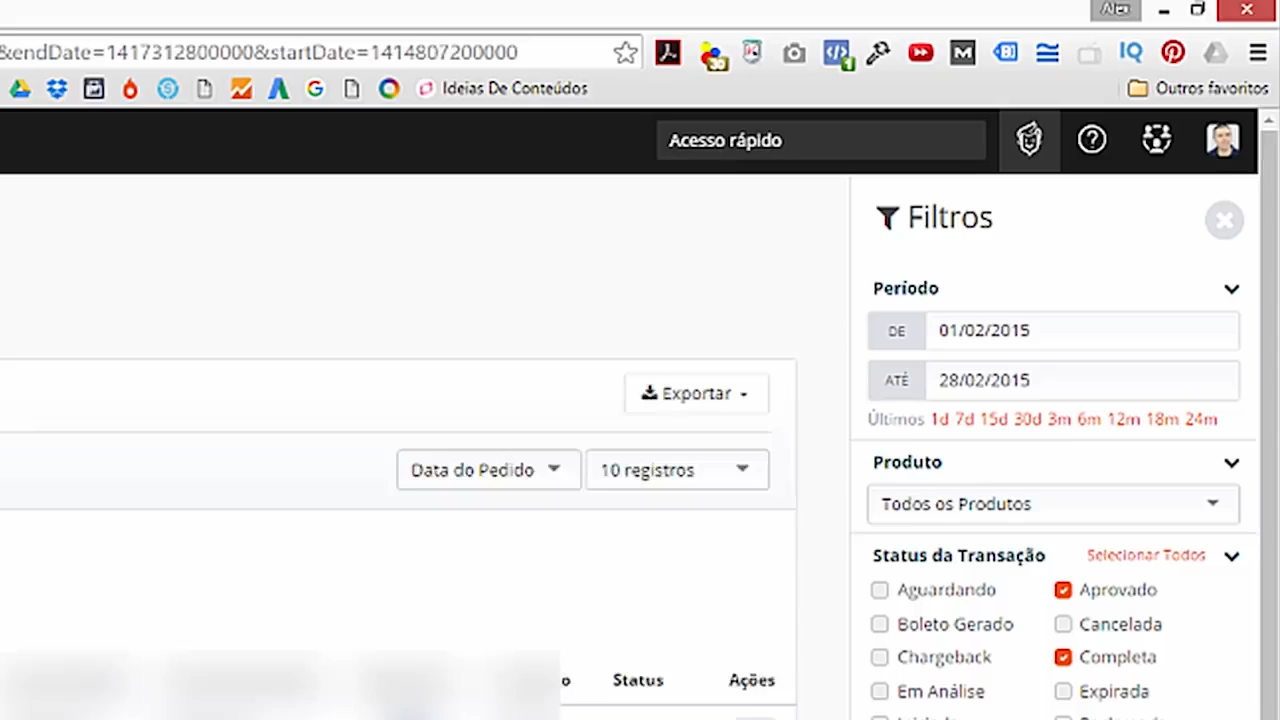 Alex
&endDate=1417312800000&startDate=1414807200000
Ideias De Conteúdos
Outros favoritos
Acesso rápido
Filtros
Período
DE 01/02/2015
ATÉ 28/02/2015
Últimos 1d 7d 15d 30d 3m 6m 12m 18m 24m
Exportar
Data do Pedido
10 registros
Produto
Todos os Produtos
Status da Transação Selecionar Todos
Aguardando Aprovado
Boleto Gerado Cancelada
Chargeback Completa
Em Análise Expirada
o Status Ações